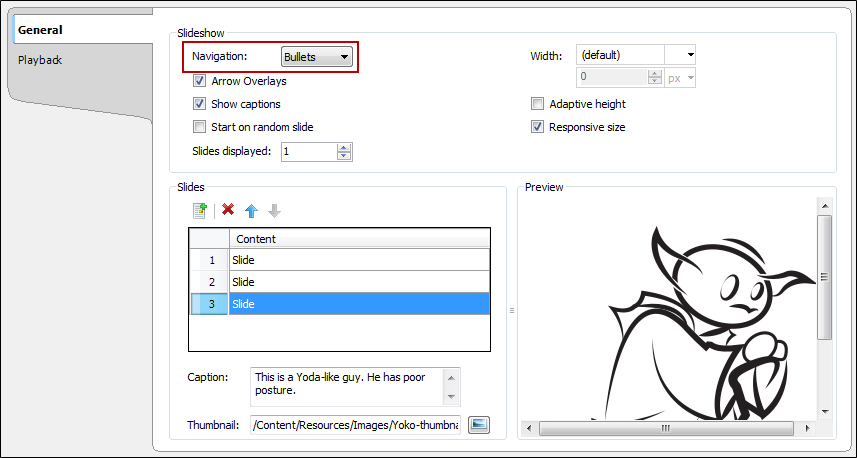 General
Playback
Slideshow
Navigation: Bullets
Width: (default)
0 px
Arrow Overlays
Show captions
Adaptive height
Start on random slide
Responsive size
Slides displayed: 1
Slides
Content
1 Slide
2 Slide
3 Slide
Caption: This is a Yoda-like guy. He has poor
posture.
Thumbnail: /Content/Resources/Images/Yoko-thumbna
Preview